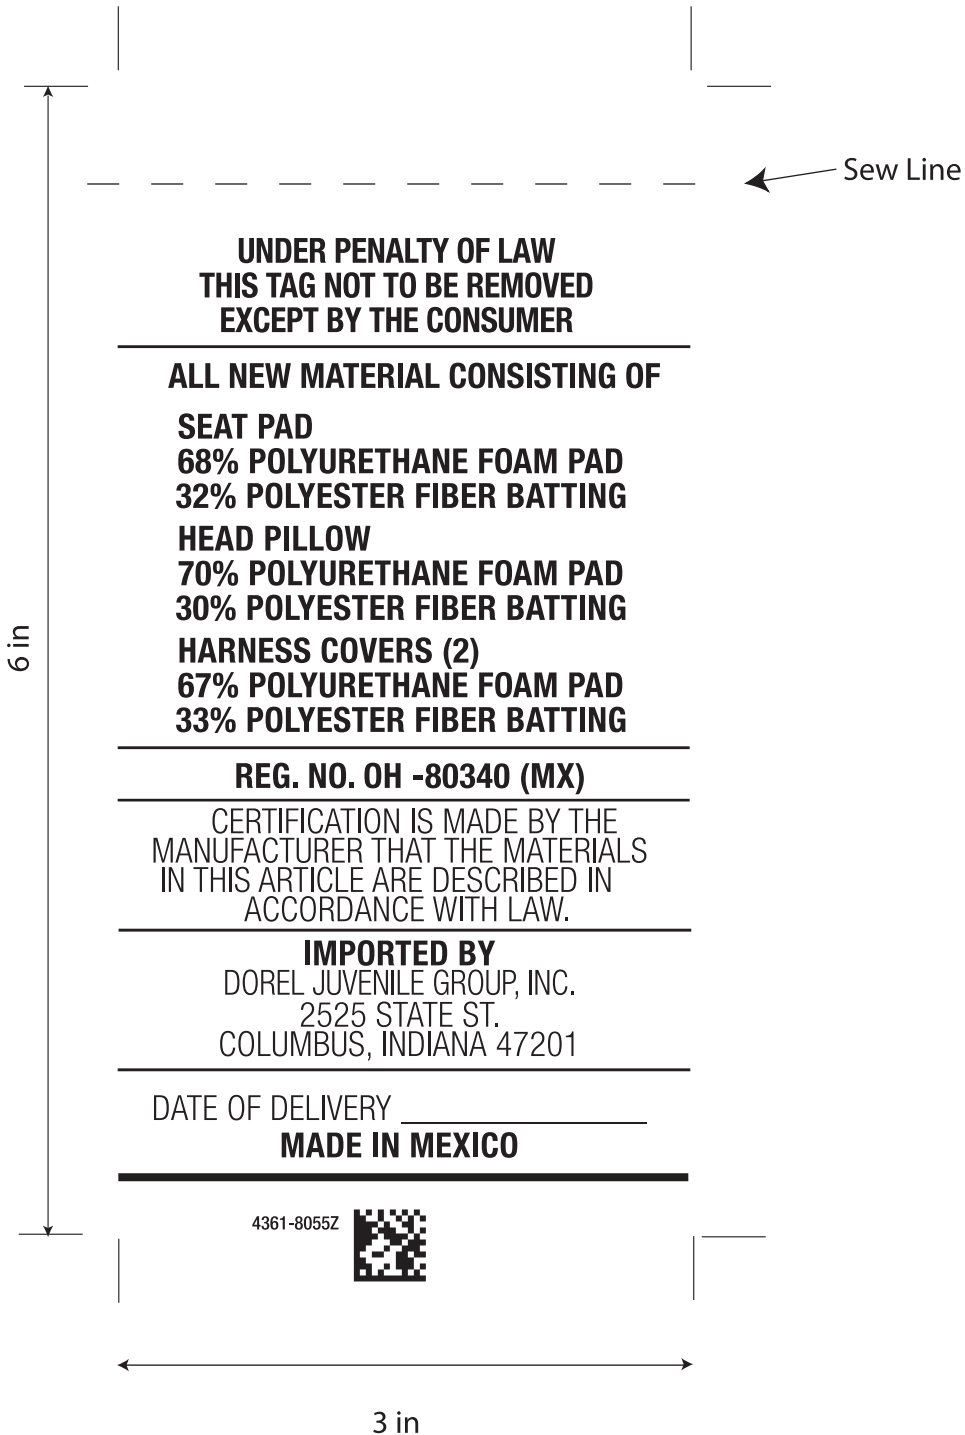 Sew Line
UNDER PENALTY OF LAW
THIS TAG NOT TO BE REMOVED
EXCEPT BY THE CONSUMER
ALL NEW MATERIAL CONSISTING OF
SEAT PAD
68% POLYURETHANE FOAM PAD
32% POLYESTER FIBER BATTING
HEAD PILLOW
70% POLYURETHANE FOAM PAD
30% POLYESTER FIBER BATTING
HARNESS COVERS (2)
67% POLYURETHANE FOAM PAD
33% POLYESTER FIBER BATTING
6 in
REG. NO. OH -80340 (MX)
CERTIFICATION IS MADE BY THE
MANUFACTURER THAT THE MATERIALS
IN THIS ARTICLE ARE DESCRIBED IN
ACCORDANCE WITH LAW.
IMPORTED BY
DOREL JUVENILE GROUP, INC.
2525 STATE ST.
COLUMBUS, INDIANA 47201
DATE OF DELIVERY
MADE IN MEXICO
4361-8055Z
3 in